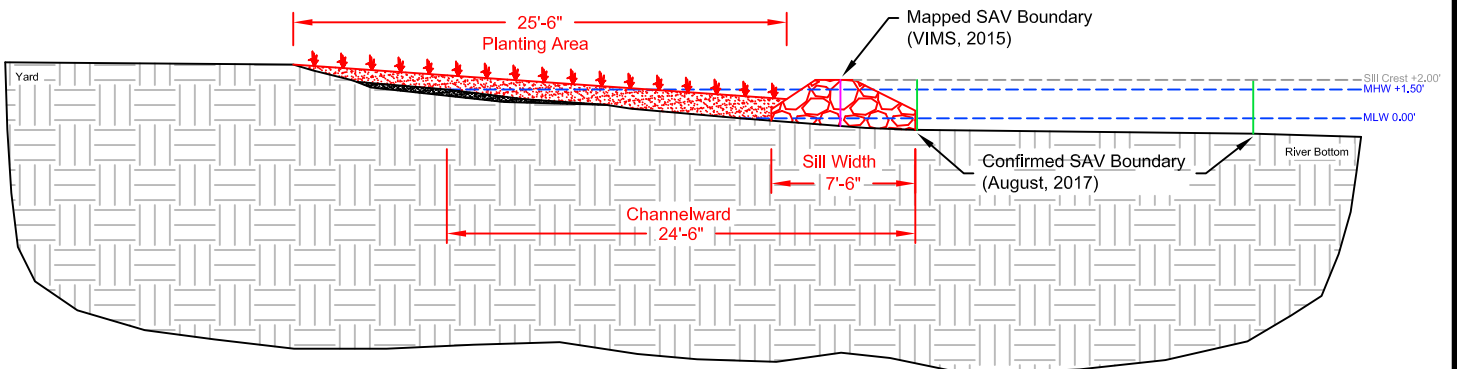 25'-6"
Planting Area
Mapped SAV Boundary
(VIMS, 2015)
Yard
Sill Crest +2.00'
MHW +1.50'
MLW 0.00'
River Bottom
Sill Width
7'-6"
Confirmed SAV Boundary
(August, 2017)
Channelward
24'-6"